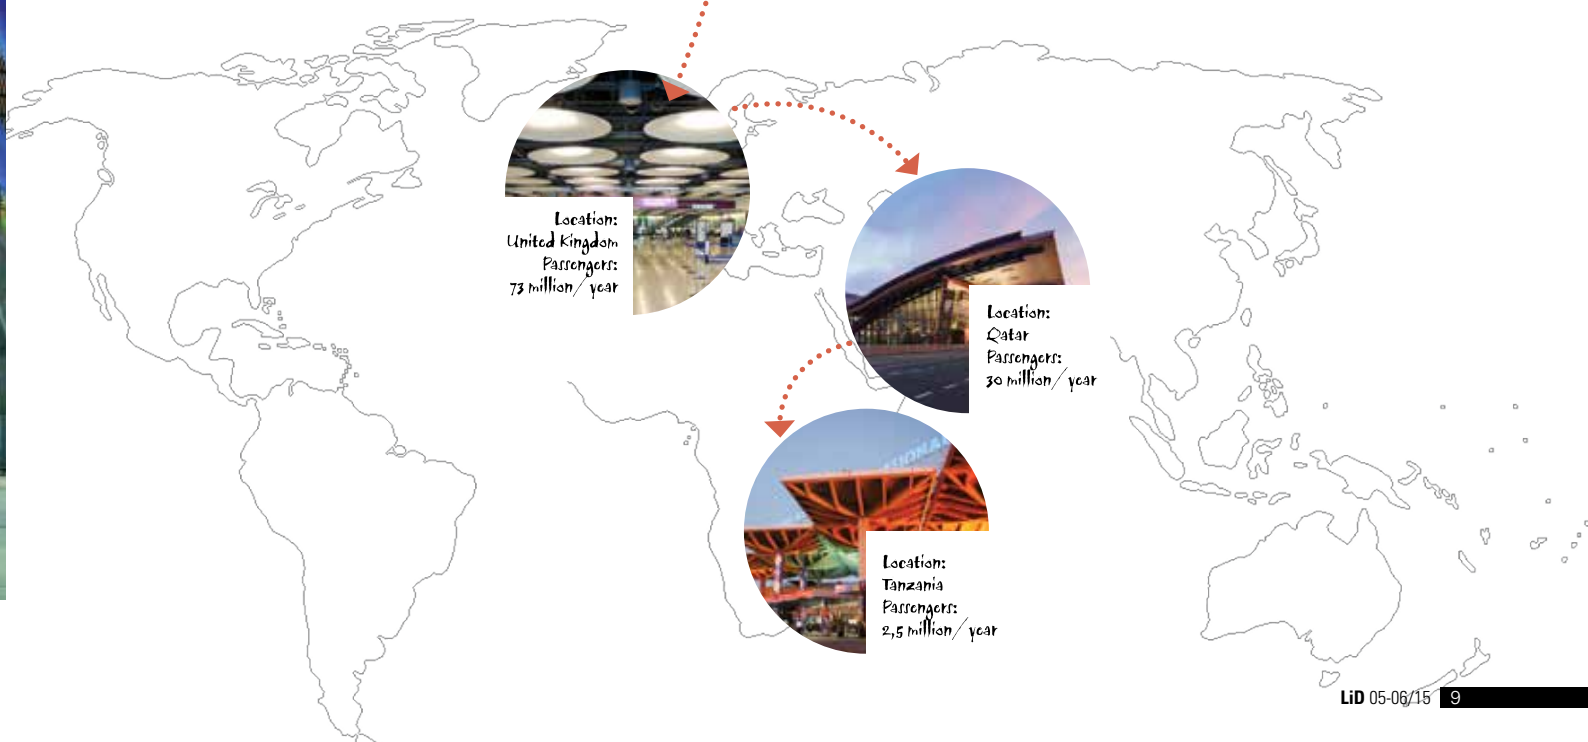 Location:
United Kingdom
Passengers:
73 million/year
Location:
Qatar
Passengers:
30 million/year
Location:
Tanzania
Passengers:
2,5 million/year
LiD 05-06/15 9